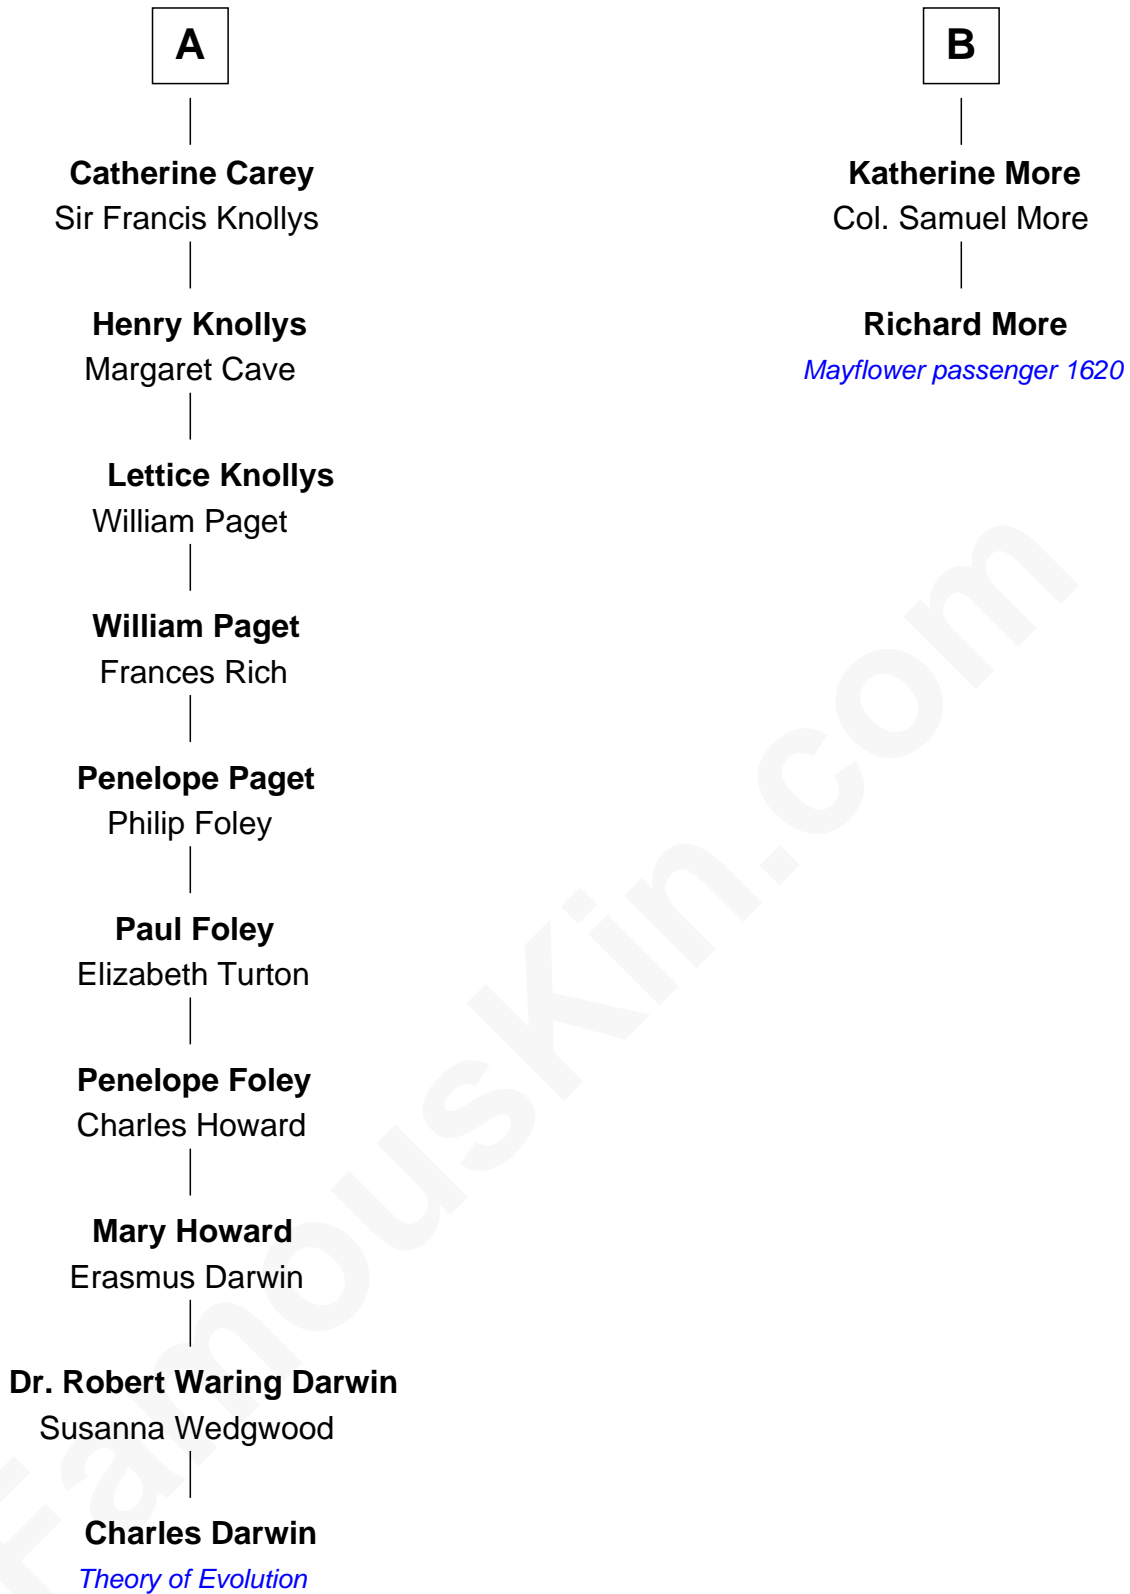 A
Catherine Carey
Sir Francis Knollys
Henry Knollys
Margaret Cave
Lettice Knollys
William Paget
William Paget
Frances Rich
Penelope Paget
Philip Foley
Paul Foley
Elizabeth Turton
Penelope Foley
Charles Howard
Mary Howard
Erasmus Darwin
Dr. Robert Waring Darwin
Susanna Wedgwood
Charles Darwin
Theory of Evolution
B
Katherine More
Col. Samuel More
Richard More
Mayflower passenger 1620
FamousKin.com